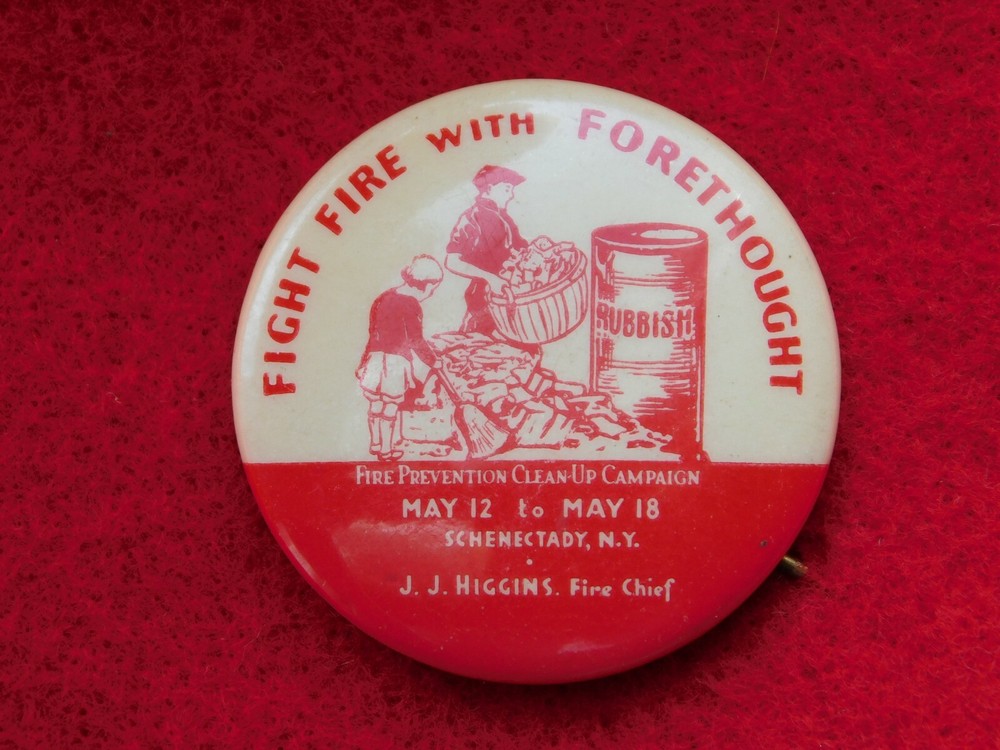 FIGHT FIRE WITH FORETHOUGHT
RUBBISH
FIRE PREVENTION CLEAN-UP CAMPAIGN
MAY 12 to MAY 18
SCHENECTADY, N.Y.
J. J. HIGGINS. Fire Chief